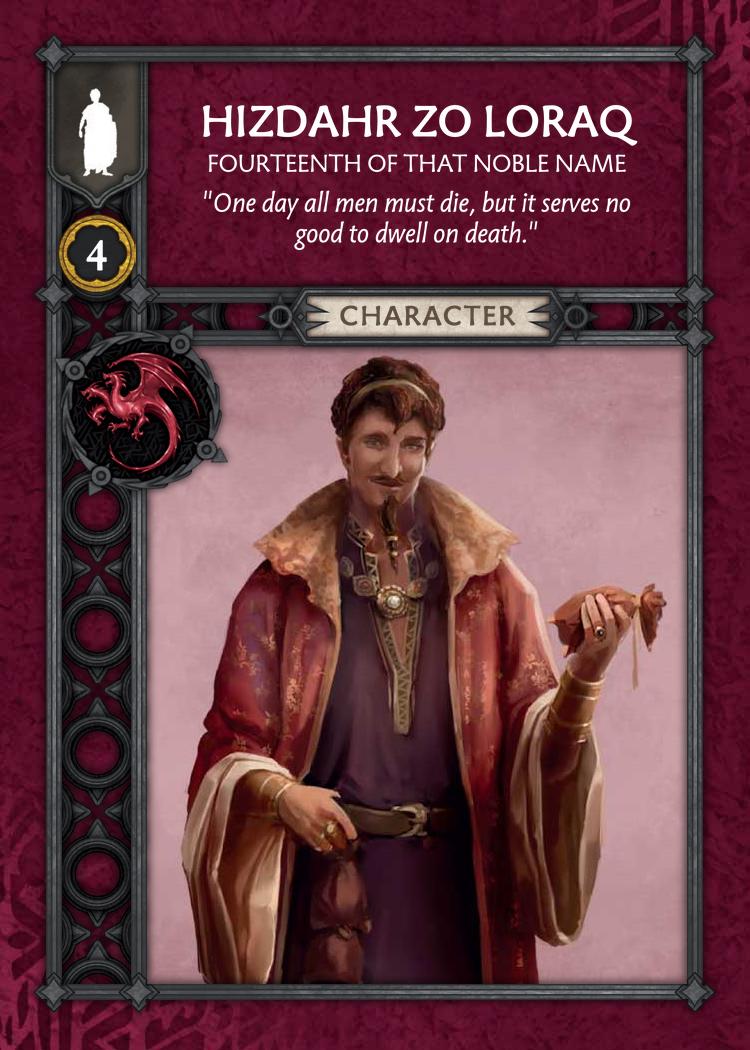 HIZDAHR ZO LORAQ
FOURTEENTH OF THAT NOBLE NAME
"One day all men must die, but it serves no
good to dwell on death."
4
CHARACTER